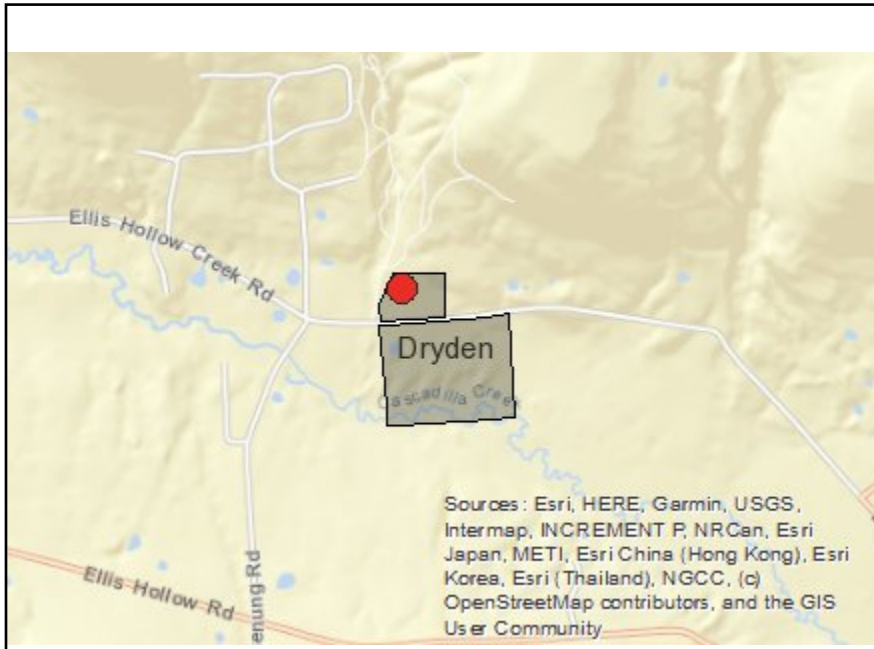 Ellis Hollow Creek Rd
Dryden
Cascadilla Creek
Sources: Esri, HERE, Garmin, USGS,
Intermap, INCREMENT P, NRCan, Esri
Japan, METI, Esri China (Hong Kong), Esri
Korea, Esri (Thailand), NGCC, (c)
OpenStreetMap contributors, and the GIS
User Community
Ellis Hollow Rd
enung Rd